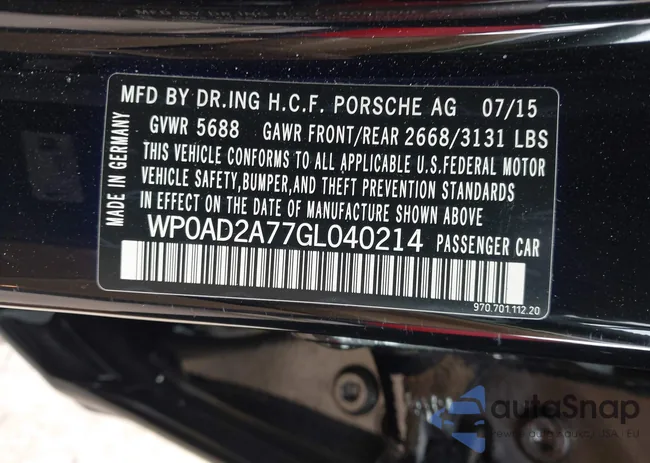 MFD BY DR.ING H.C.F. PORSCHE AG 07/15
GVWR 5688 GAWR FRONT/REAR 2668/3131 LBS
THIS VEHICLE CONFORMS TO ALL APPLICABLE U.S.FEDERAL MOTOR
VEHICLE SAFETY,BUMPER,AND THEFT PREVENTION STANDARDS
IN EFFECT ON THE DATE OF MANUFACTURE SHOWN ABOVE
WP0AD2A77GL040214 PASSENGER CAR
970.701.112.20
MADE IN GERMANY
autoSnap
USA EU